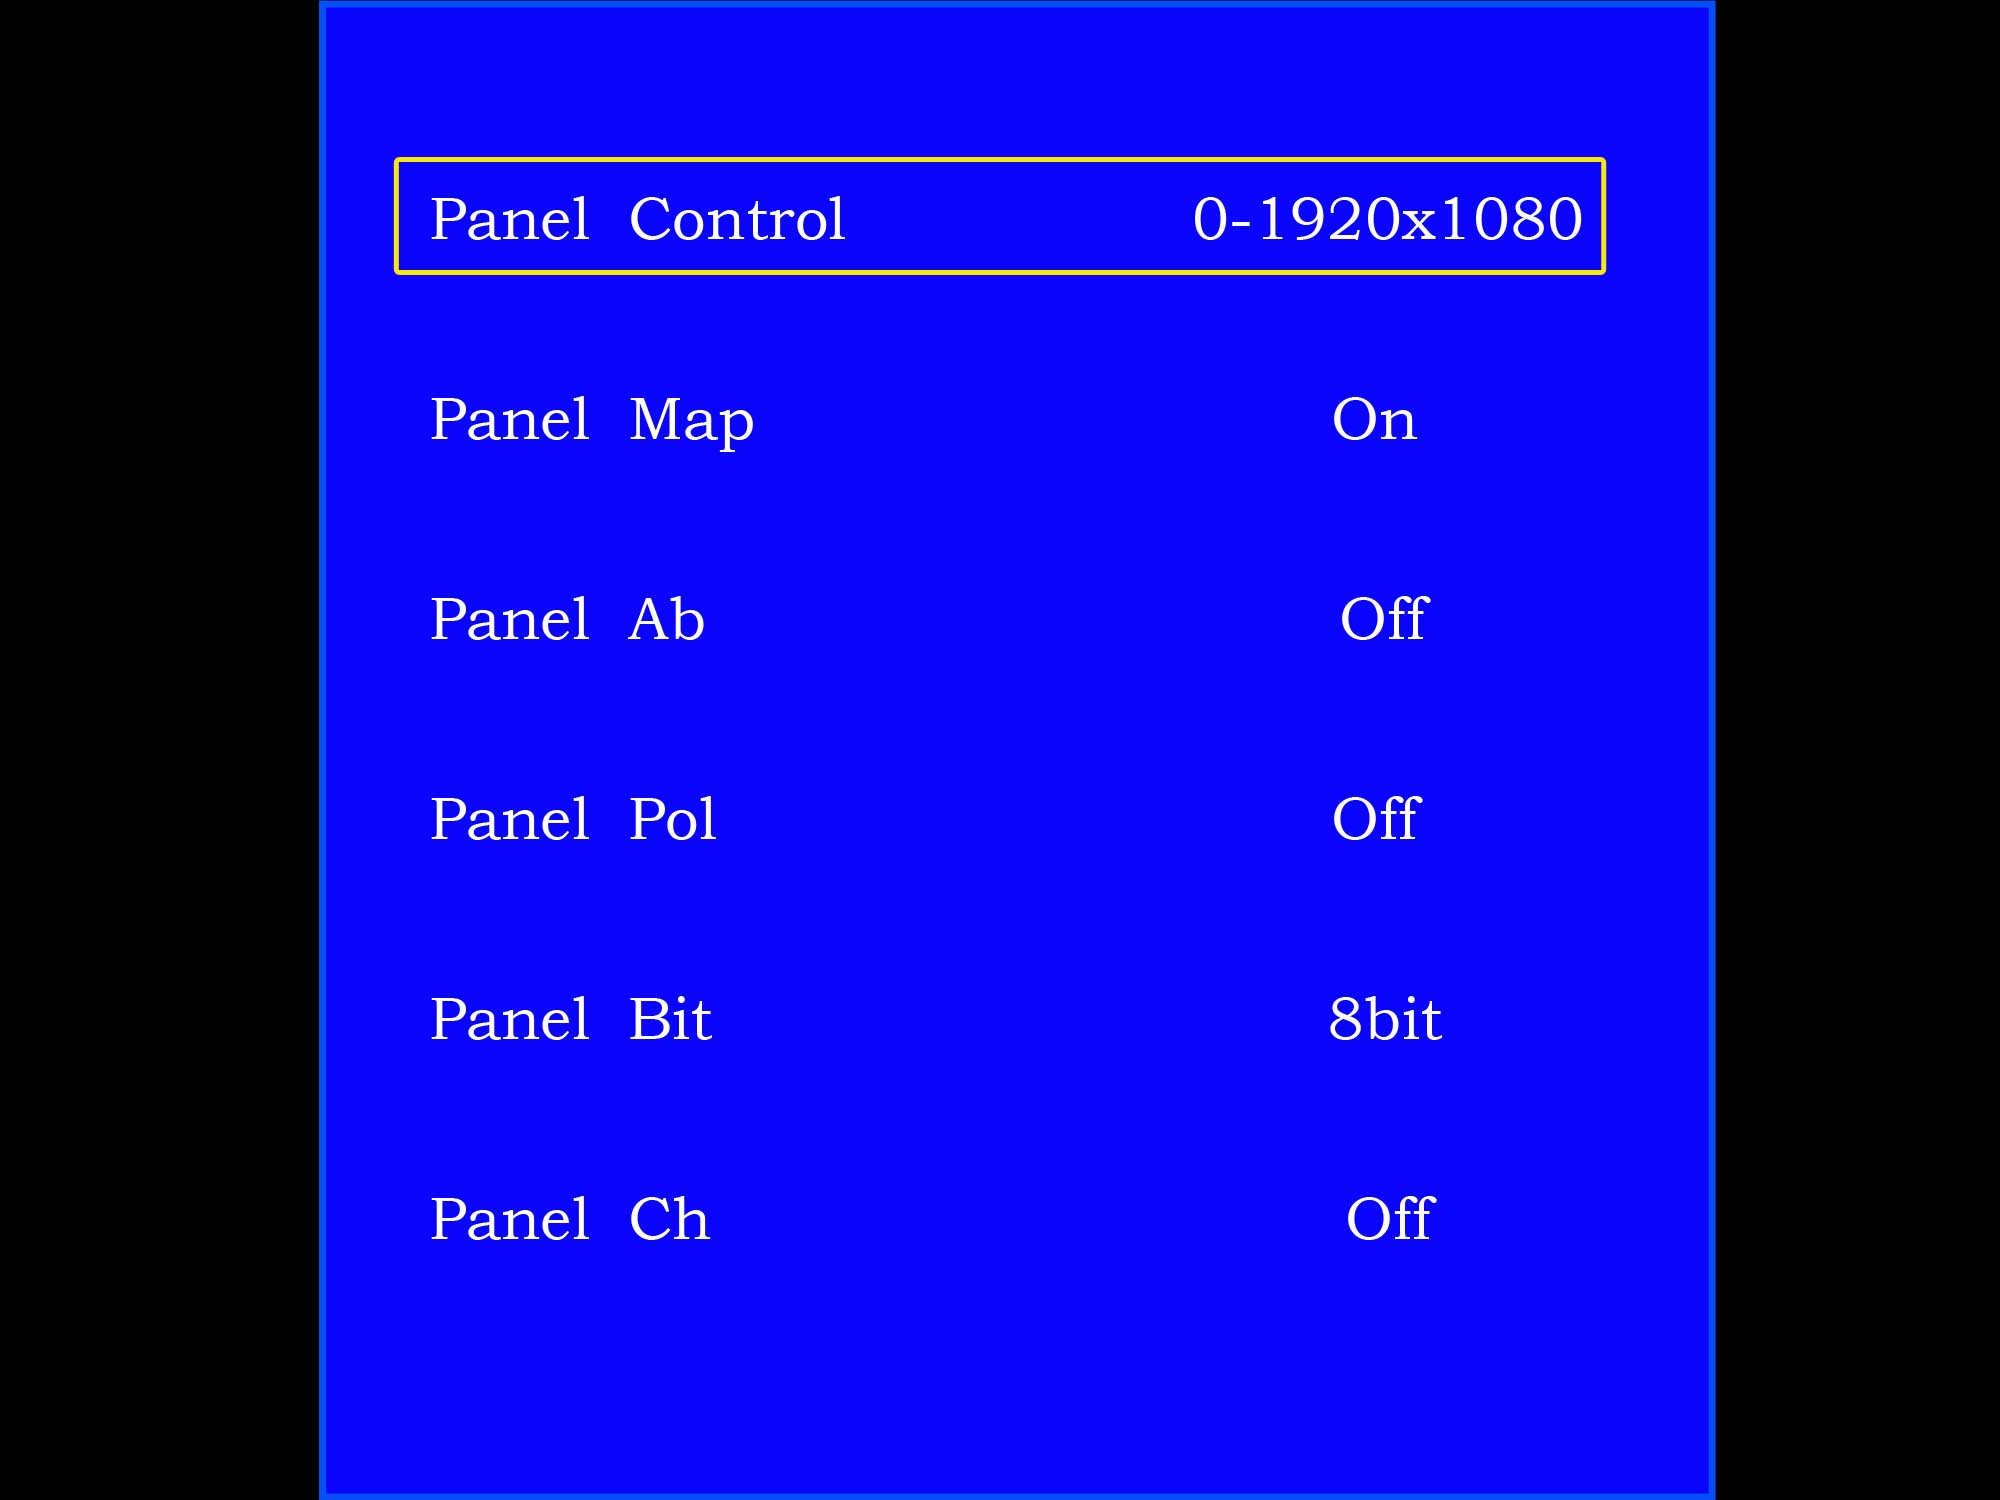 Panel Control 0-1920x1080
Panel Map On
Panel Ab Off
Panel Pol Off
Panel Bit 8bit
Panel Ch Off